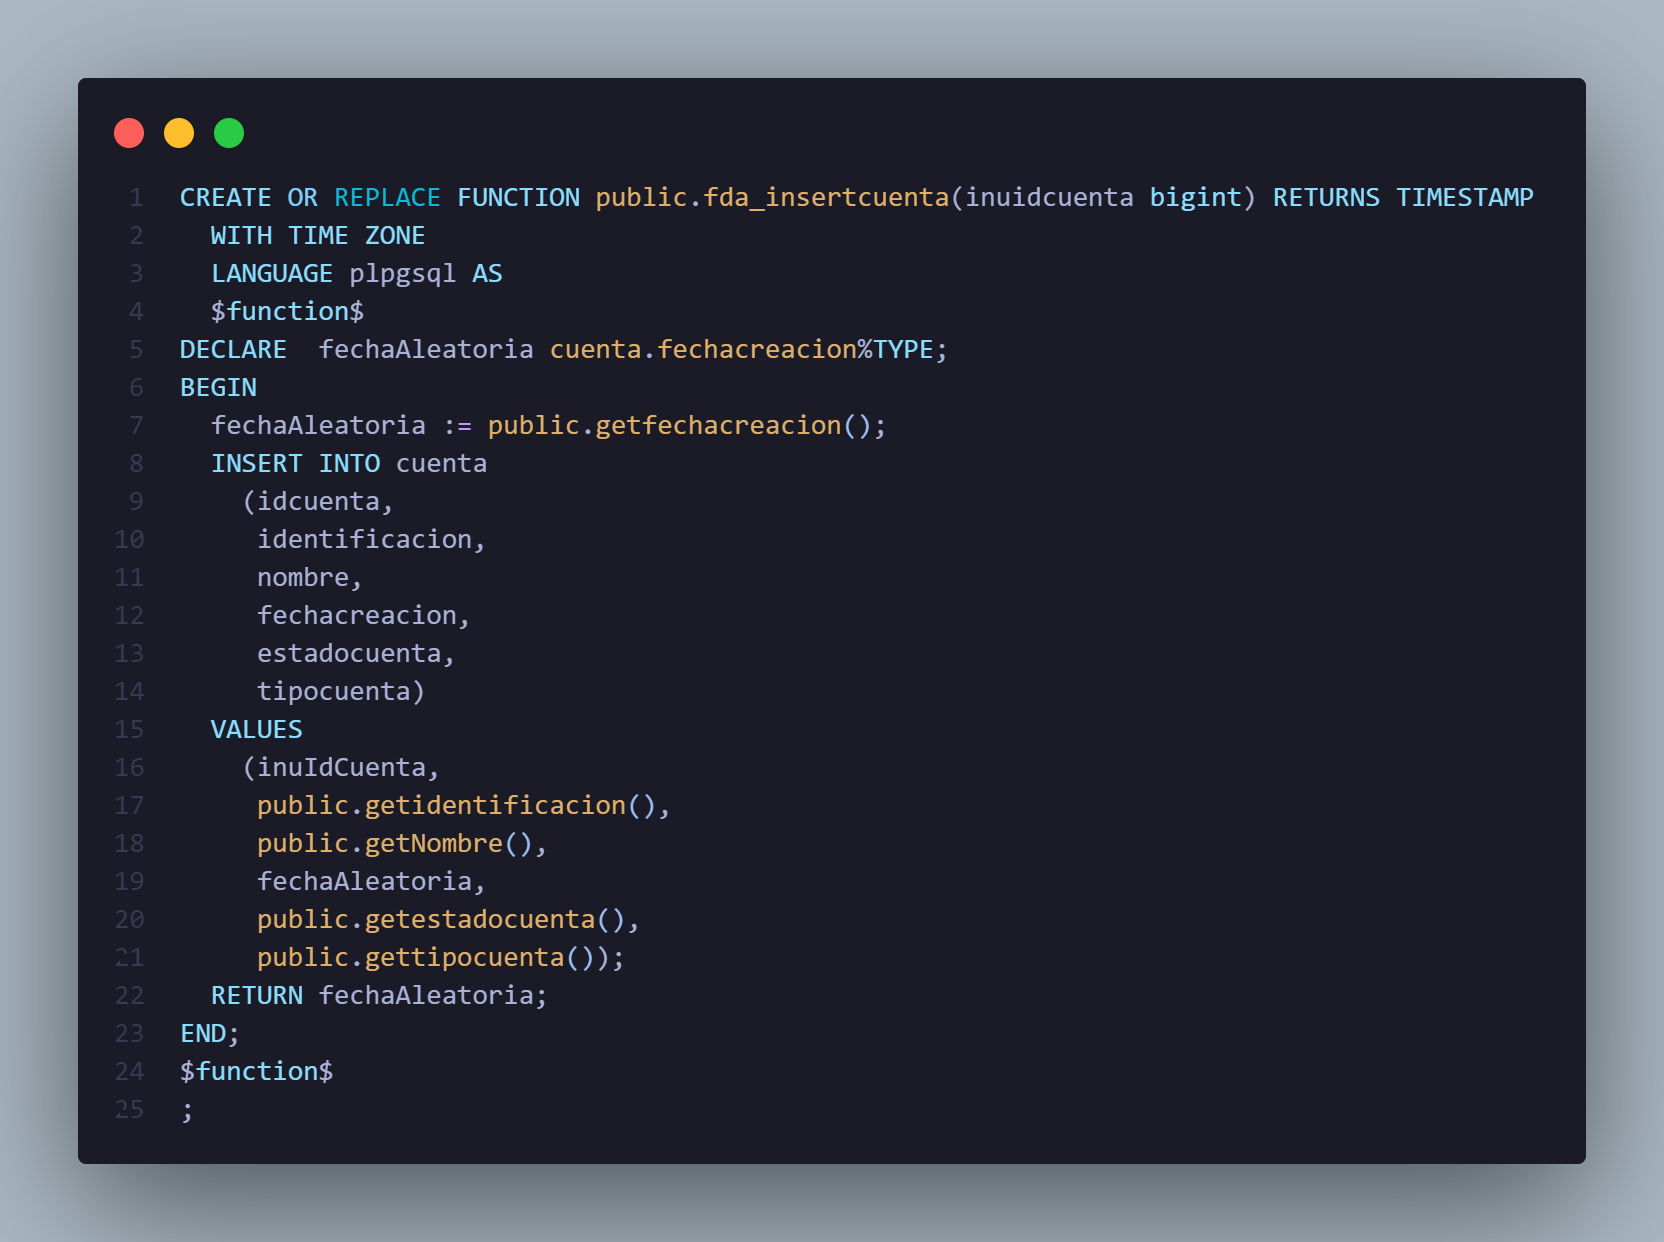 1 CREATE OR REPLACE FUNCTION public.fda_insertcuenta(inuidcuenta bigint) RETURNS TIMESTAMP
2 WITH TIME ZONE
3 LANGUAGE plpgsql AS
4 $function$
5 DECLARE  fechaAleatoria cuenta.fechacreacion%TYPE;
6 BEGIN
7 fechaAleatoria := public.getfechacreacion();
8 INSERT INTO cuenta
9 (idcuenta,
10 identificacion,
11 nombre,
12 fechacreacion,
13 estadocuenta,
14 tipocuenta)
15 VALUES
16 (inuIdCuenta,
17 public.getidentificacion(),
18 public.getNombre(),
19 fechaAleatoria,
20 public.getestadocuenta(),
21 public.gettipocuenta());
22 RETURN fechaAleatoria;
23 END;
24 $function$
25 ;